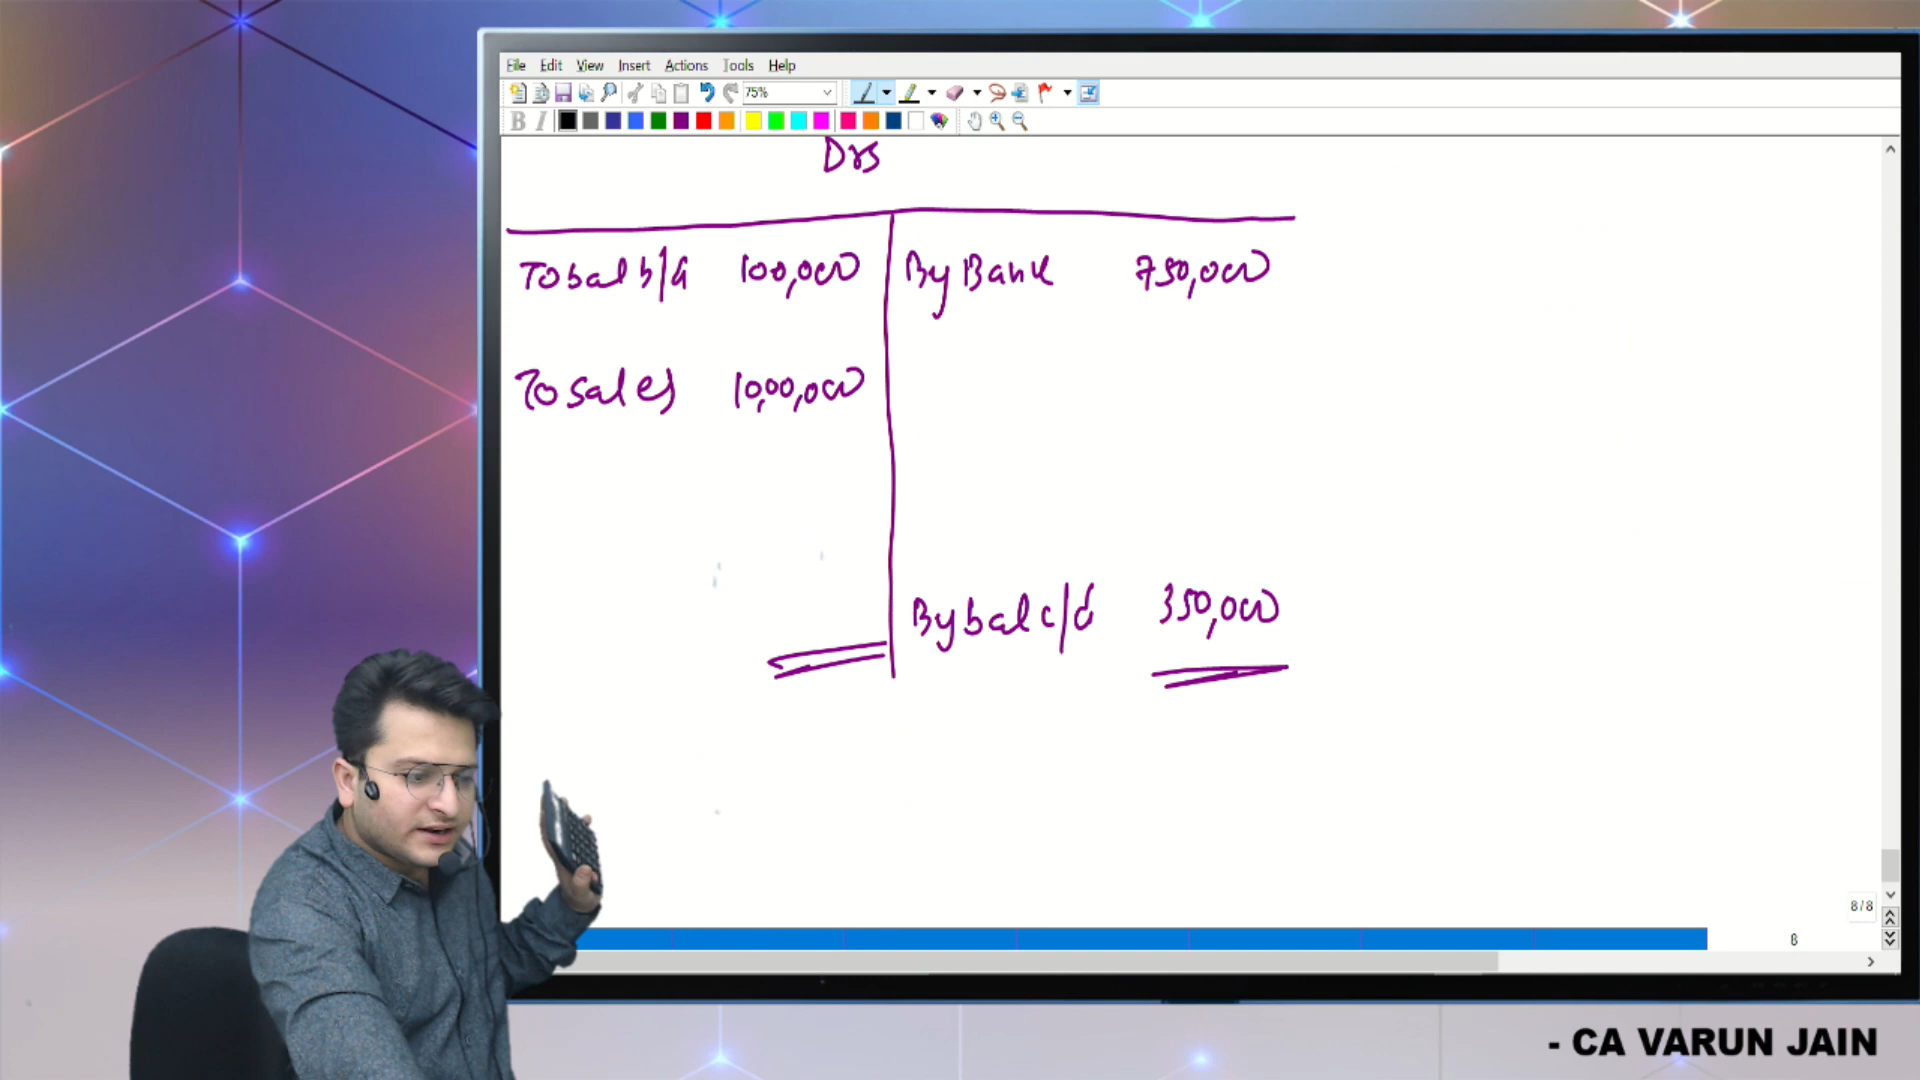 File Edit View Insert Actions Tools Help
75%
B I
Drs
To bal b/d 100,000 By Bank 750,000
To Sales 10,00,000
By bal c/d 350,000
8/8
8
- CA VARUN JAIN